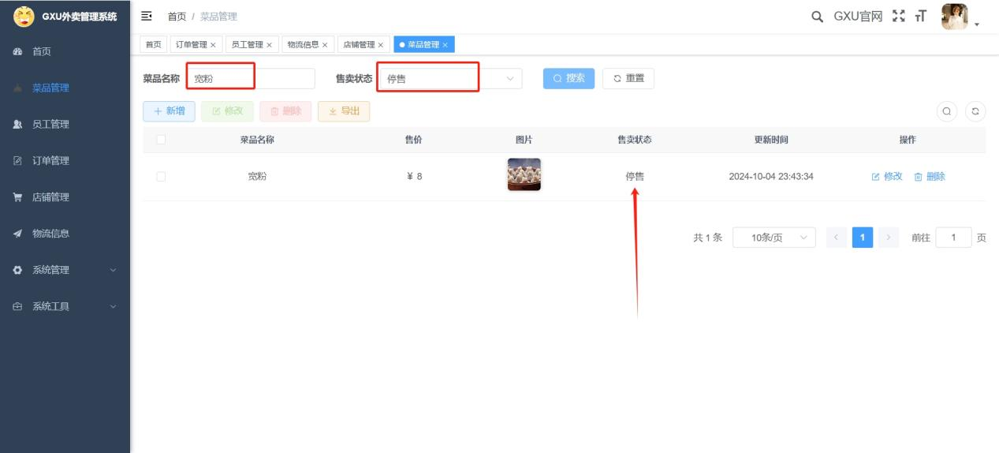 GXU外卖管理系统
首页 / 菜品管理
GXU官网
首页
订单管理 ×
员工管理 ×
物流信息 ×
店铺管理 ×
菜品管理 ×
首页
菜品管理
员工管理
订单管理
店铺管理
物流信息
系统管理
系统工具
菜品名称 宽粉
售卖状态 停售
搜索
重置
新增
修改
删除
导出
菜品名称 售价 图片 售卖状态 更新时间 操作
宽粉 ¥ 8 停售 2024-10-04 23:43:34 修改 删除
共 1 条 10条/页 1 前往 1 页